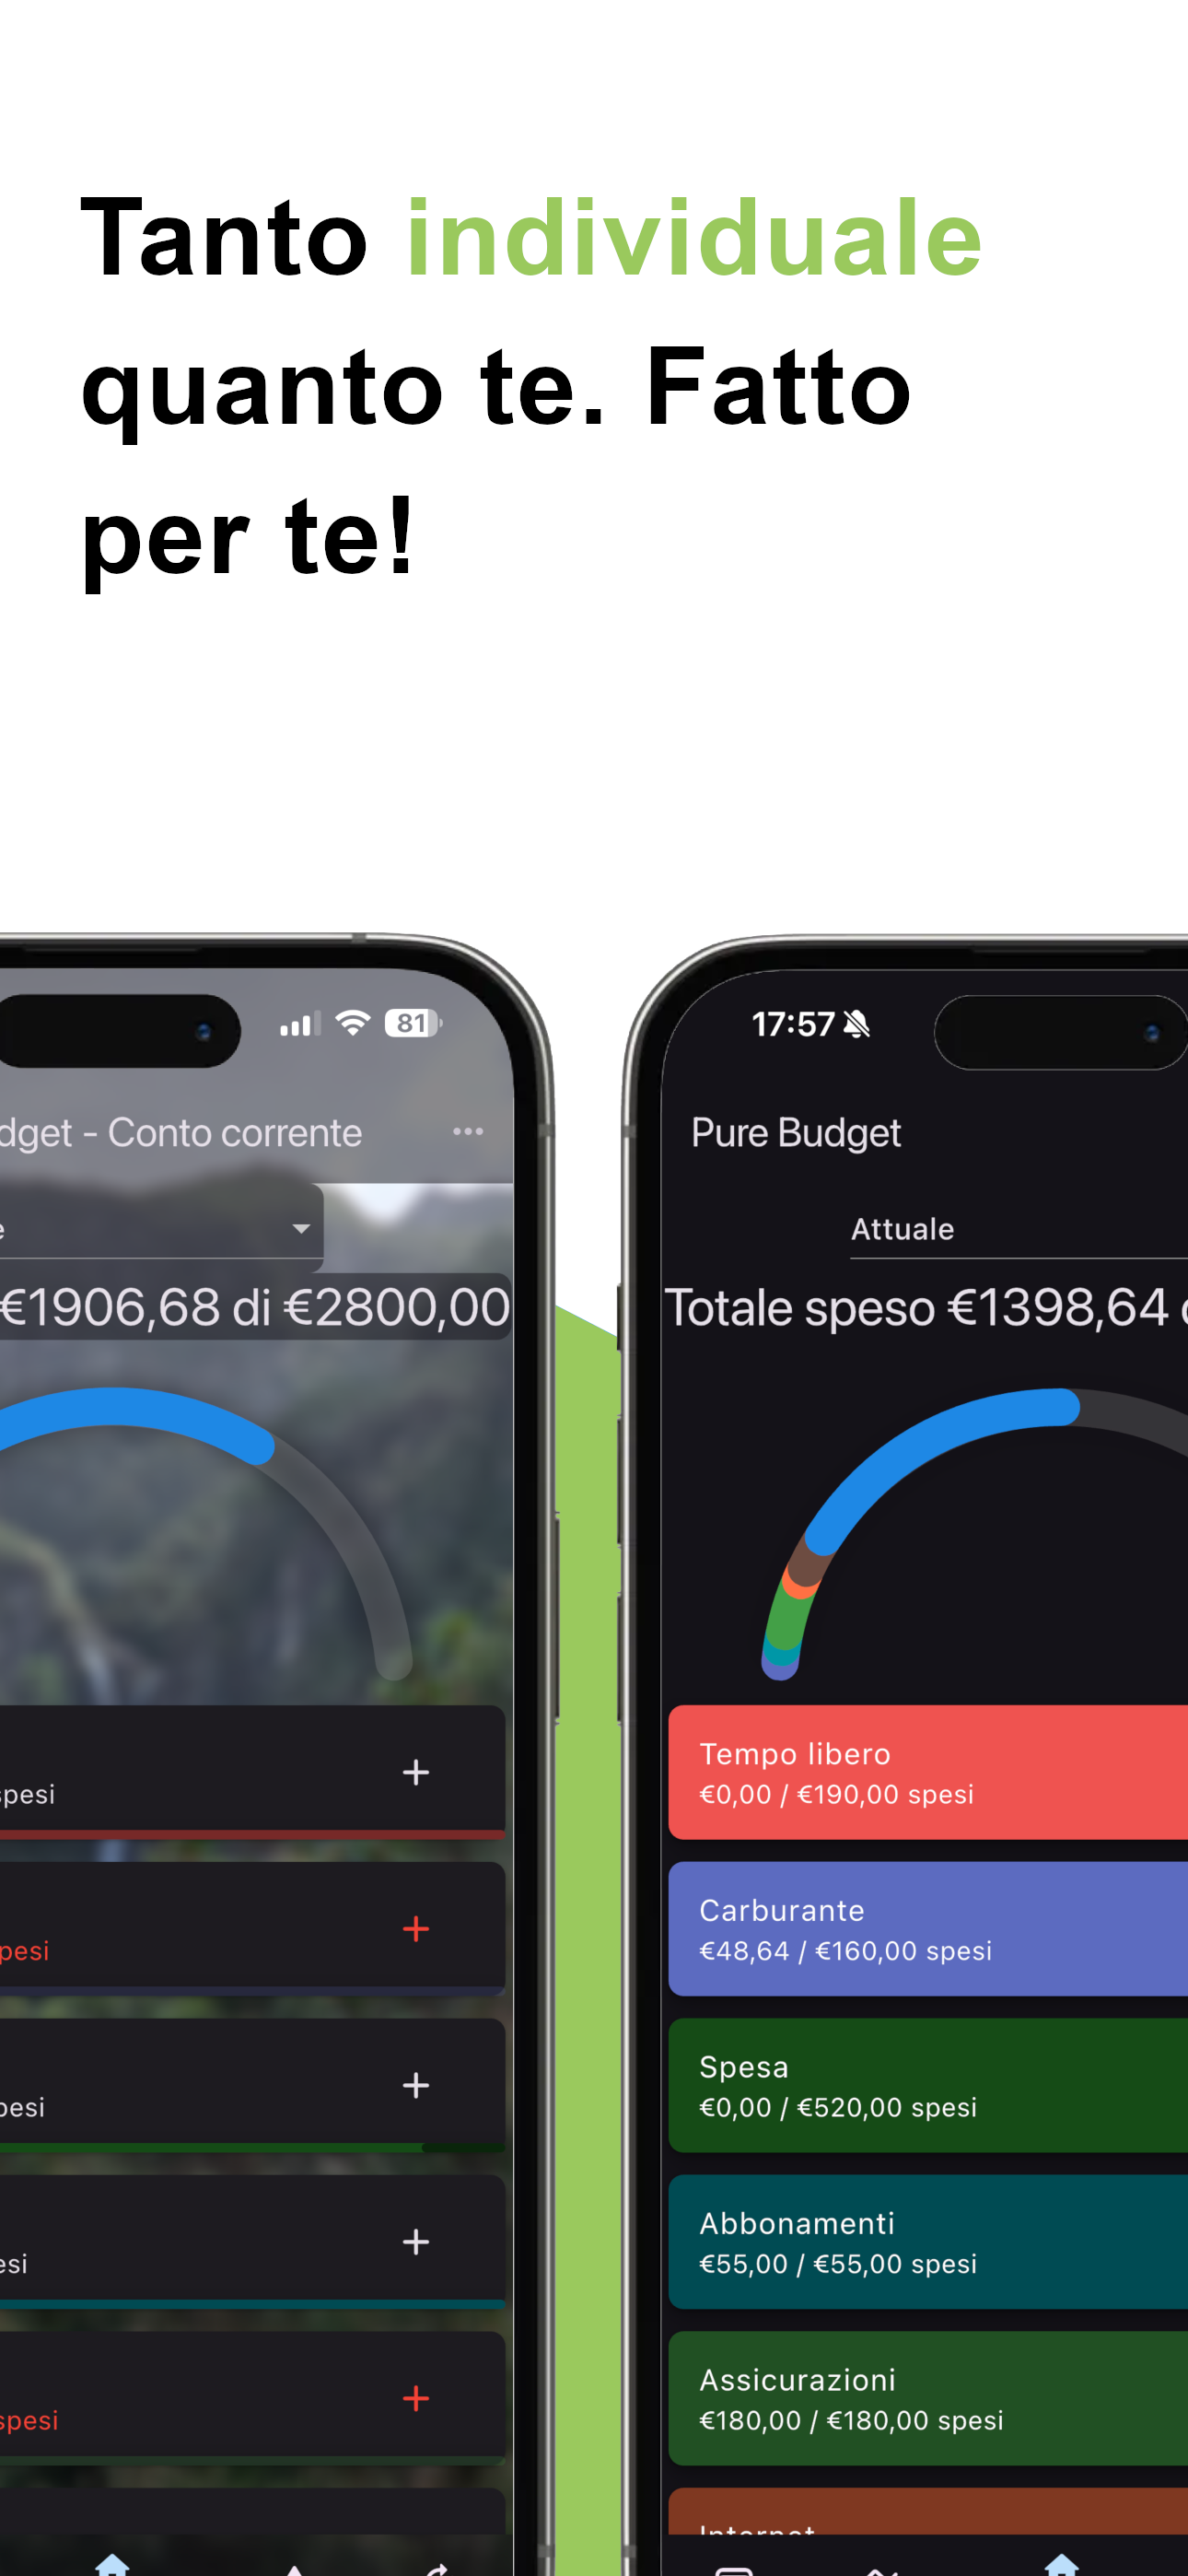 Tanto individuale
quanto te. Fatto
per te!
81
dget - Conto corrente
e
€1906,68 di €2800,00
spesi
pesi
pesi
esi
spesi
17:57
Pure Budget
Attuale
Totale speso €1398,64
Tempo libero
€0,00 / €190,00 spesi
Carburante
€48,64 / €160,00 spesi
Spesa
€0,00 / €520,00 spesi
Abbonamenti
€55,00 / €55,00 spesi
Assicurazioni
€180,00 / €180,00 spesi
Internet